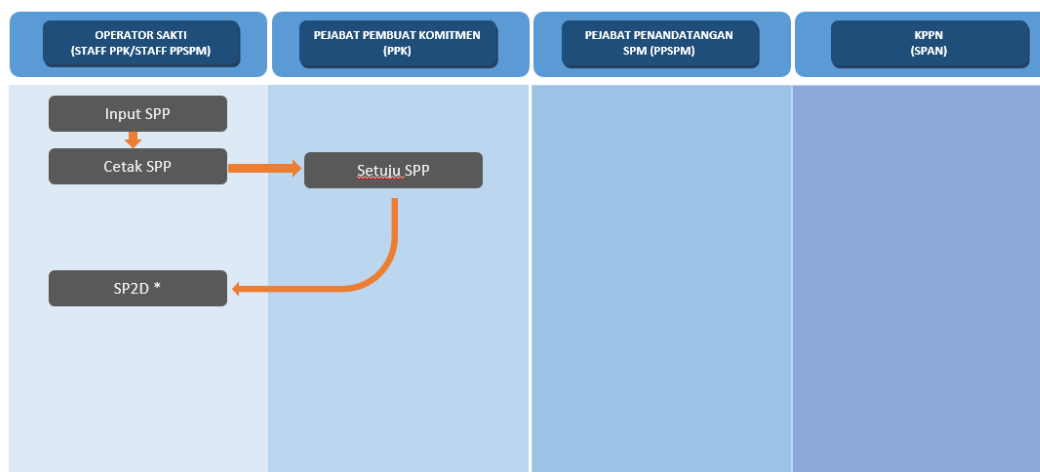 OPERATOR SAKTI
(STAFF PPK/STAFF PPSPM)
PEJABAT PEMBUAT KOMITMEN
(PPK)
PEJABAT PENANDATANGAN
SPM (PPSPM)
KPPN
(SPAN)
Input SPP
Cetak SPP
Setuju SPP
SP2D *